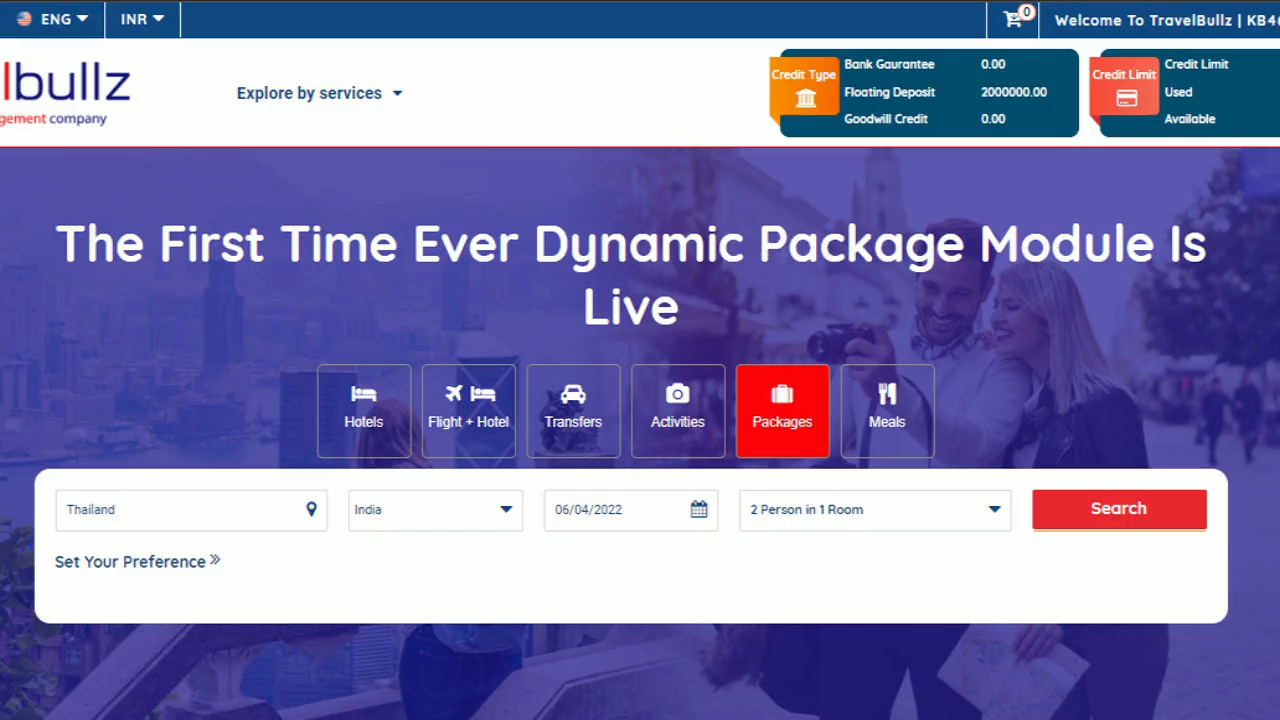 ENG
INR
0
Welcome To TravelBullz | KB4
lbullz
gement company
Explore by services
Credit Type
Bank Gaurantee 0.00
Floating Deposit 2000000.00
Goodwill Credit 0.00
Credit Limit
Credit Limit
Used
Available
The First Time Ever Dynamic Package Module Is
Live
Hotels
Flight + Hotel
Transfers
Activities
Packages
Meals
Thailand
India
06/04/2022
2 Person in 1 Room
Search
Set Your Preference »